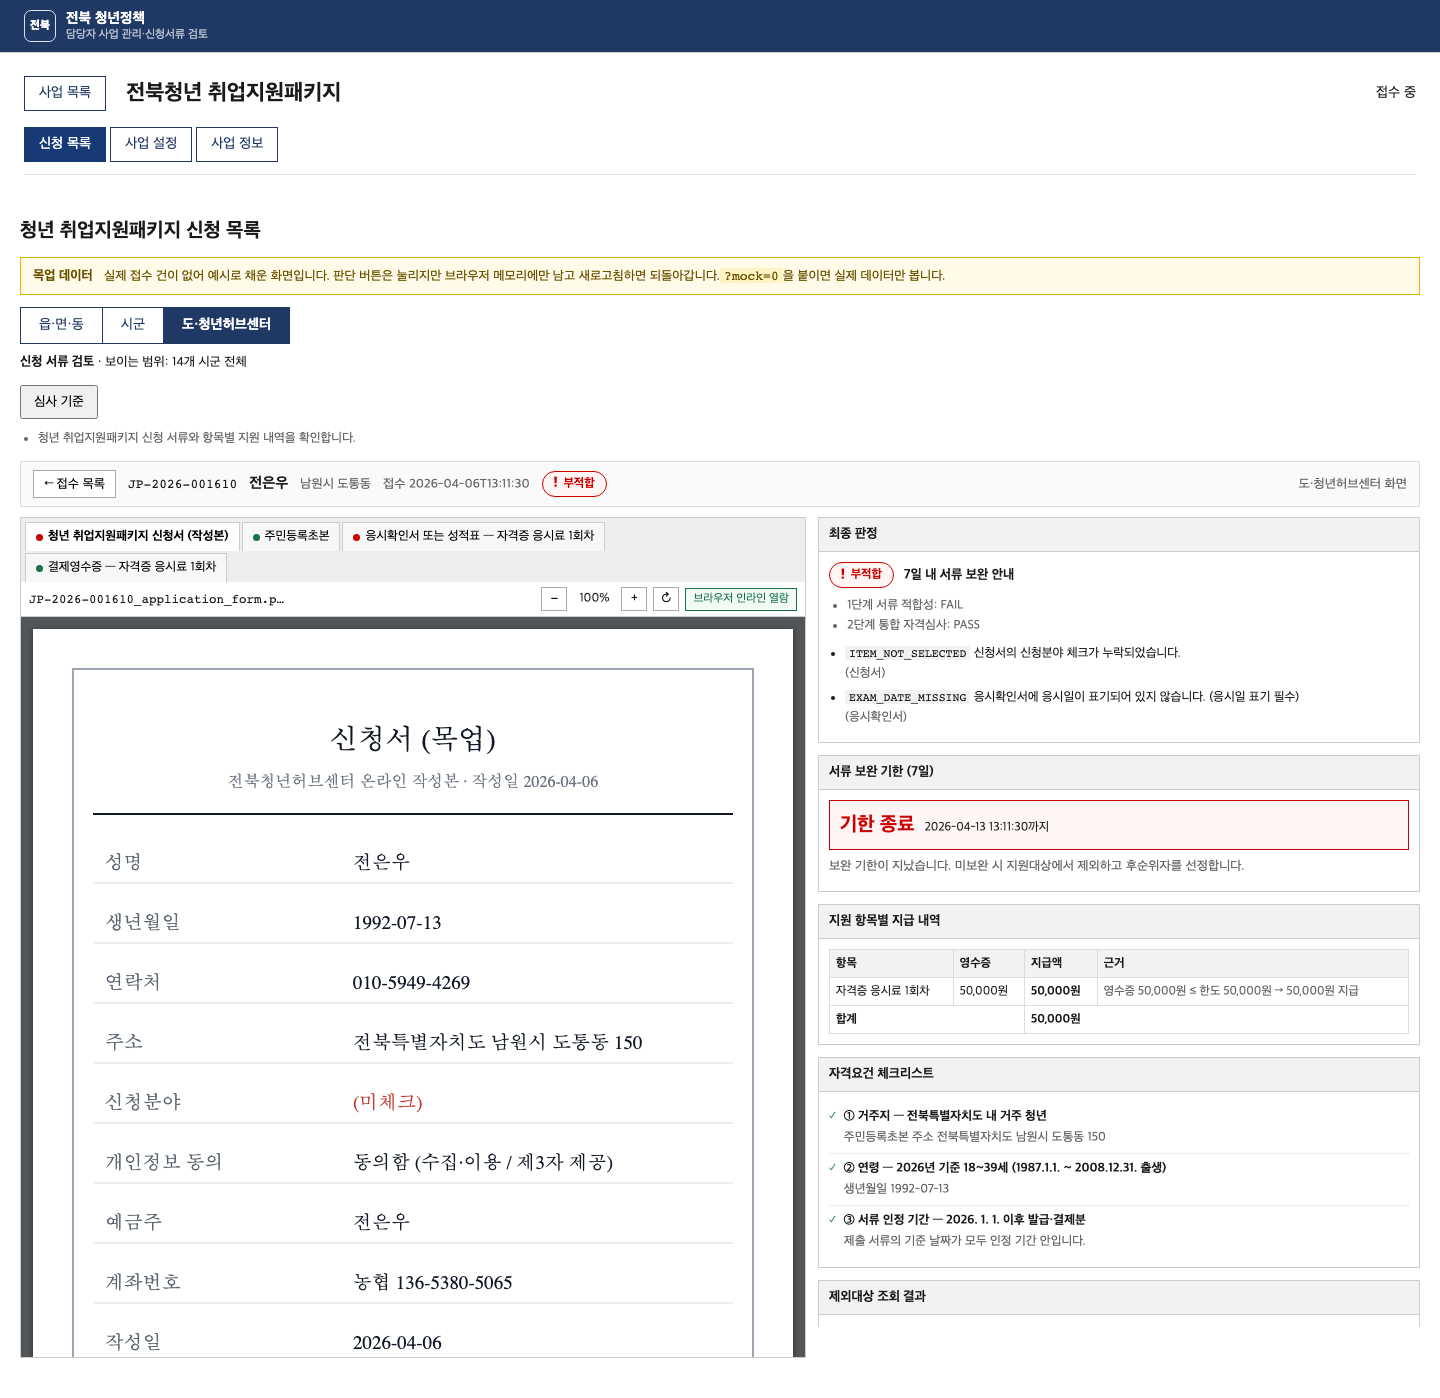 전북
전북 청년정책
담당자 사업 관리·신청서류 검토
사업 목록
전북청년 취업지원패키지
접수 중
신청 목록
사업 설정
사업 정보
청년 취업지원패키지 신청 목록
목업 데이터 실제 접수 건이 없어 예시로 채운 화면입니다. 판단 버튼은 눌리지만 브라우저 메모리에만 남고 새로고침하면 되돌아갑니다. ?mock=0 을 붙이면 실제 데이터만 봅니다.
읍·면·동
시군
도·청년허브센터
신청 서류 검토 · 보이는 범위: 14개 시군 전체
심사 기준
청년 취업지원패키지 신청 서류와 항목별 지원 내역을 확인합니다.
← 접수 목록 JP-2026-001610 전은우 남원시 도통동 접수 2026-04-06T13:11:30 ! 부적합 도·청년허브센터 화면
청년 취업지원패키지 신청서 (작성본)
주민등록초본
응시확인서 또는 성적표 — 자격증 응시료 1회차
결제영수증 — 자격증 응시료 1회차
JP-2026-001610_application_form.p…
− 100% + ↻ 브라우저 인라인 열람
신청서 (목업)
전북청년허브센터 온라인 작성본 · 작성일 2026-04-06
성명 전은우
생년월일 1992-07-13
연락처 010-5949-4269
주소 전북특별자치도 남원시 도통동 150
신청분야 (미체크)
개인정보 동의 동의함 (수집·이용 / 제3자 제공)
예금주 전은우
계좌번호 농협 136-5380-5065
작성일 2026-04-06
최종 판정
! 부적합 7일 내 서류 보완 안내
1단계 서류 적합성: FAIL
2단계 통합 자격심사: PASS
ITEM_NOT_SELECTED 신청서의 신청분야 체크가 누락되었습니다.
(신청서)
EXAM_DATE_MISSING 응시확인서에 응시일이 표기되어 있지 않습니다. (응시일 표기 필수)
(응시확인서)
서류 보완 기한 (7일)
기한 종료 2026-04-13 13:11:30까지
보완 기한이 지났습니다. 미보완 시 지원대상에서 제외하고 후순위자를 선정합니다.
지원 항목별 지급 내역
항목 영수증 지급액 근거
자격증 응시료 1회차 50,000원 50,000원 영수증 50,000원 ≤ 한도 50,000원 → 50,000원 지급
합계 50,000원
자격요건 체크리스트
✓ ① 거주지 — 전북특별자치도 내 거주 청년
주민등록초본 주소 전북특별자치도 남원시 도통동 150
✓ ② 연령 — 2026년 기준 18~39세 (1987.1.1. ~ 2008.12.31. 출생)
생년월일 1992-07-13
✓ ③ 서류 인정 기간 — 2026. 1. 1. 이후 발급·결제분
제출 서류의 기준 날짜가 모두 인정 기간 안입니다.
제외대상 조회 결과